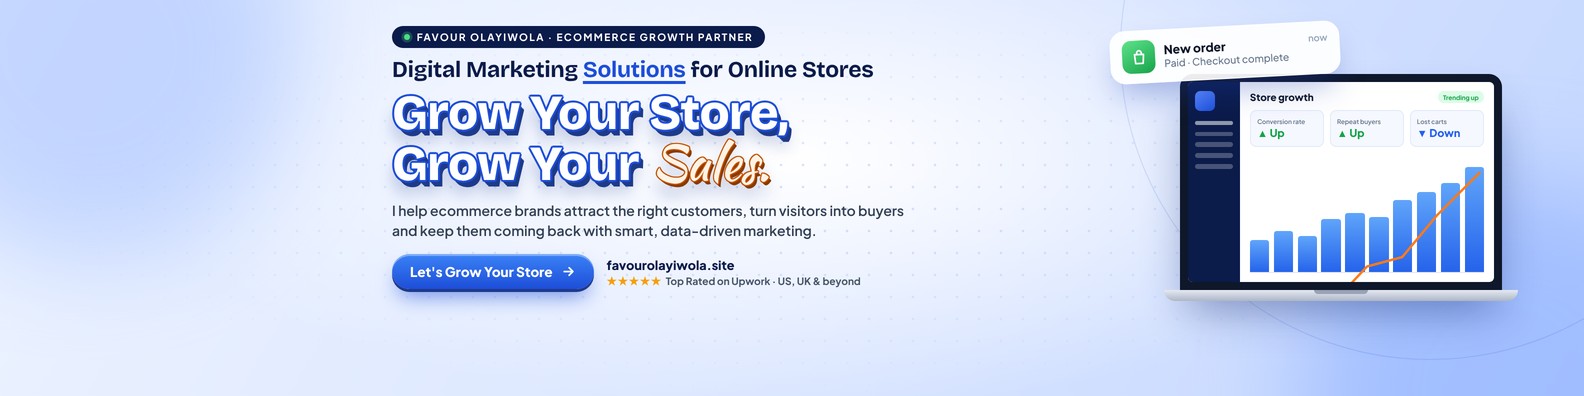 FAVOUR OLAYIWOLA · ECOMMERCE GROWTH PARTNER
Digital Marketing Solutions for Online Stores
Grow Your Store,
Grow Your Sales.
I help ecommerce brands attract the right customers, turn visitors into buyers
and keep them coming back with smart, data-driven marketing.
Let's Grow Your Store →
favourolayiwola.site
★★★★★ Top Rated on Upwork · US, UK & beyond
New order
now
Paid · Checkout complete
Store growth
Trending up
Conversion rate
▲ Up
Repeat buyers
▲ Up
Lost carts
▼ Down